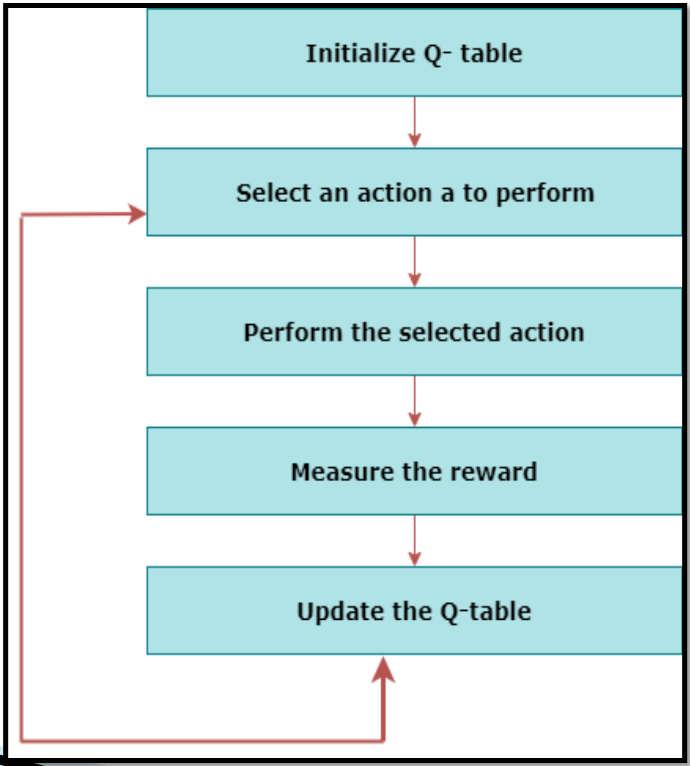 Initialize Q- table
Select an action a to perform
Perform the selected action
Measure the reward
Update the Q-table